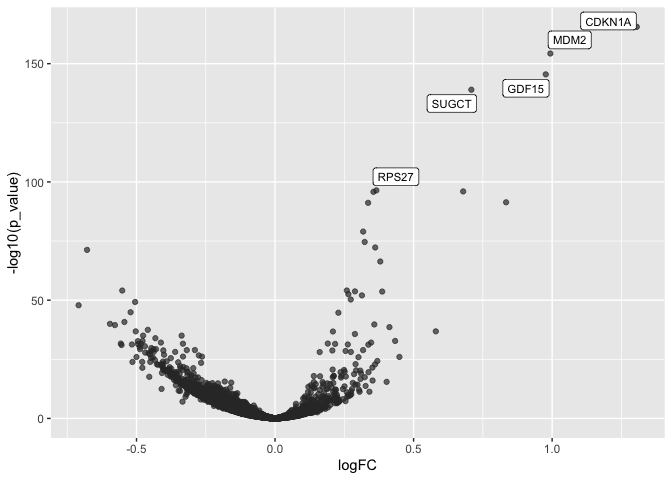 CDKN1A
MDM2
GDF15
SUGCT
RPS27
150
100
50
0
-0.5
0.0
0.5
1.0
logFC
-log10(p_value)